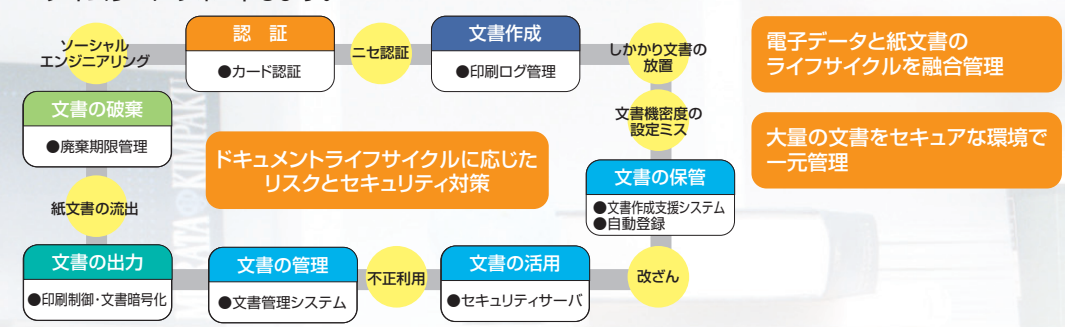 ソーシャル
エンジニアリング
認 証
●カード認証
ニセ認証
文書作成
●印刷ログ管理
しかかり文書の
放置
文書機密度の
設定ミス
文書の保管
●文書作成支援システム
●自動登録
改ざん
文書の活用
●セキュリティサーバ
不正利用
文書の管理
●文書管理システム
文書の出力
●印刷制御・文書暗号化
紙文書の流出
文書の破棄
●廃棄期限管理
ドキュメントライフサイクルに応じた
リスクとセキュリティ対策
電子データと紙文書の
ライフサイクルを融合管理
大量の文書をセキュアな環境で
一元管理